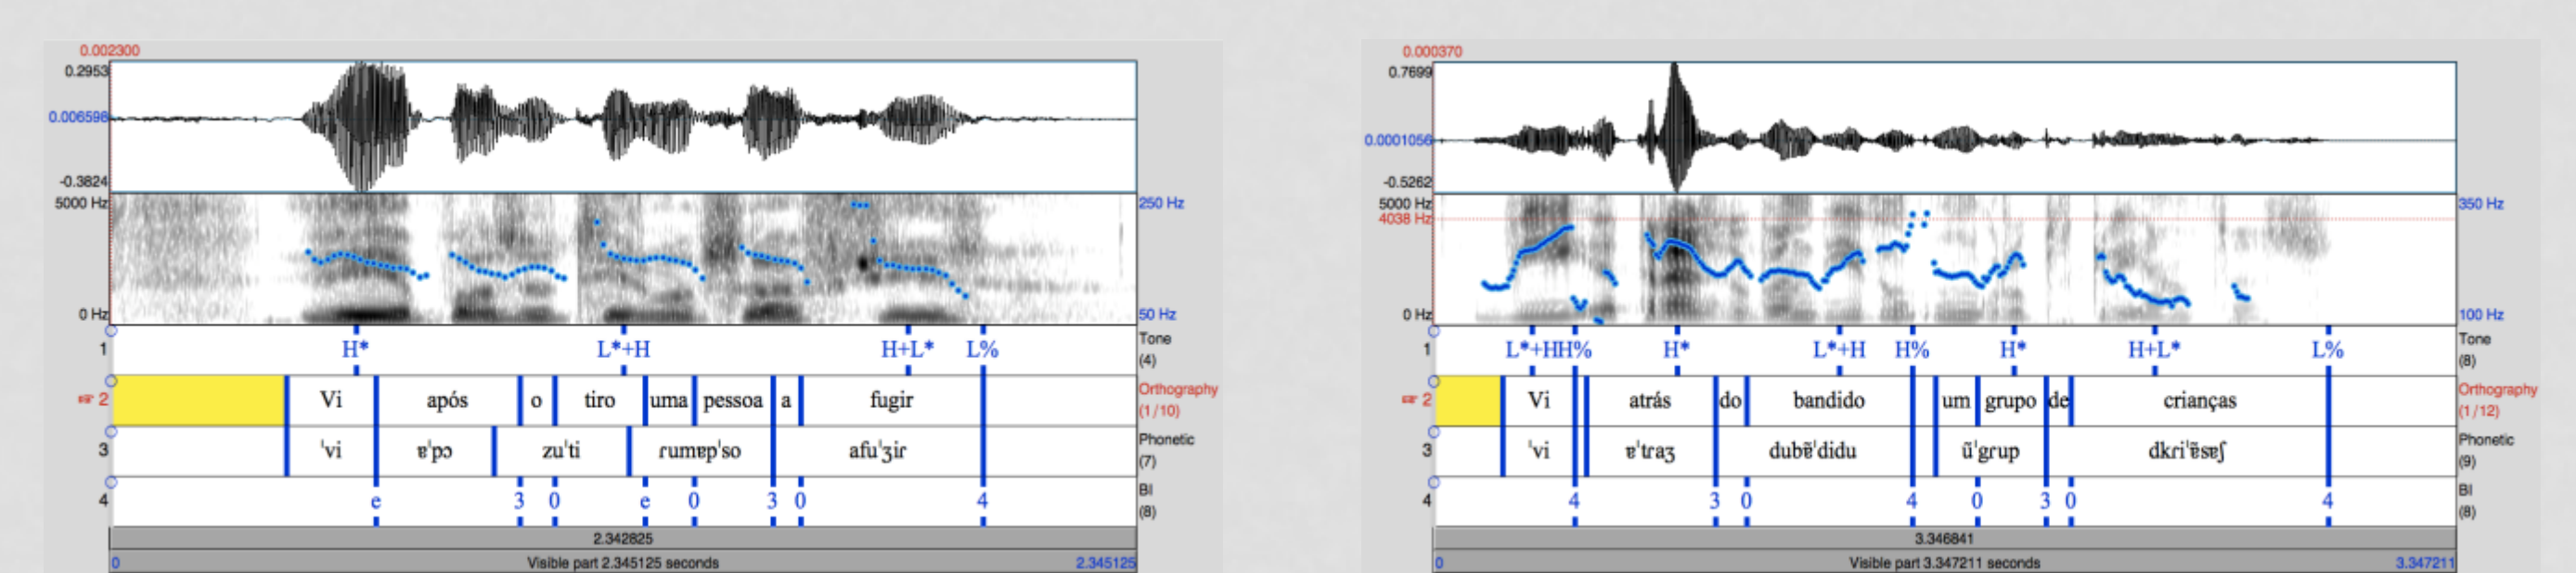 0.002300
0.2953
0.006598
-0.3824
5000 Hz
250 Hz
0 Hz
50 Hz
1 H* L*+H H+L* L% Tone (4)
2 Vi após o tiro uma pessoa a fugir Orthography (1/10)
3 ˈvi ɐˈpɔ zuˈti ɾumɐpˈso afuˈʒiɾ Phonetic (7)
4 e 3 0 e 0 3 0 4 BI (8)
2.342825
0 Visible part 2.345125 seconds 2.345125
0.000370
0.7699
0.0001056
-0.5262
5000 Hz
350 Hz
4038 Hz
0 Hz
100 Hz
1 L*+HH% H* L*+H H% H* H+L* L% Tone (8)
2 Vi atrás do bandido um grupo de crianças Orthography (1/12)
3 ˈvi ɐˈtɾaʒ dubɐ̃ˈdidu ũˈgɾup dkɾiˈɐ̃sɐʃ Phonetic (9)
4 4 3 0 4 0 3 0 4 BI (8)
3.346841
0 Visible part 3.347211 seconds 3.347211